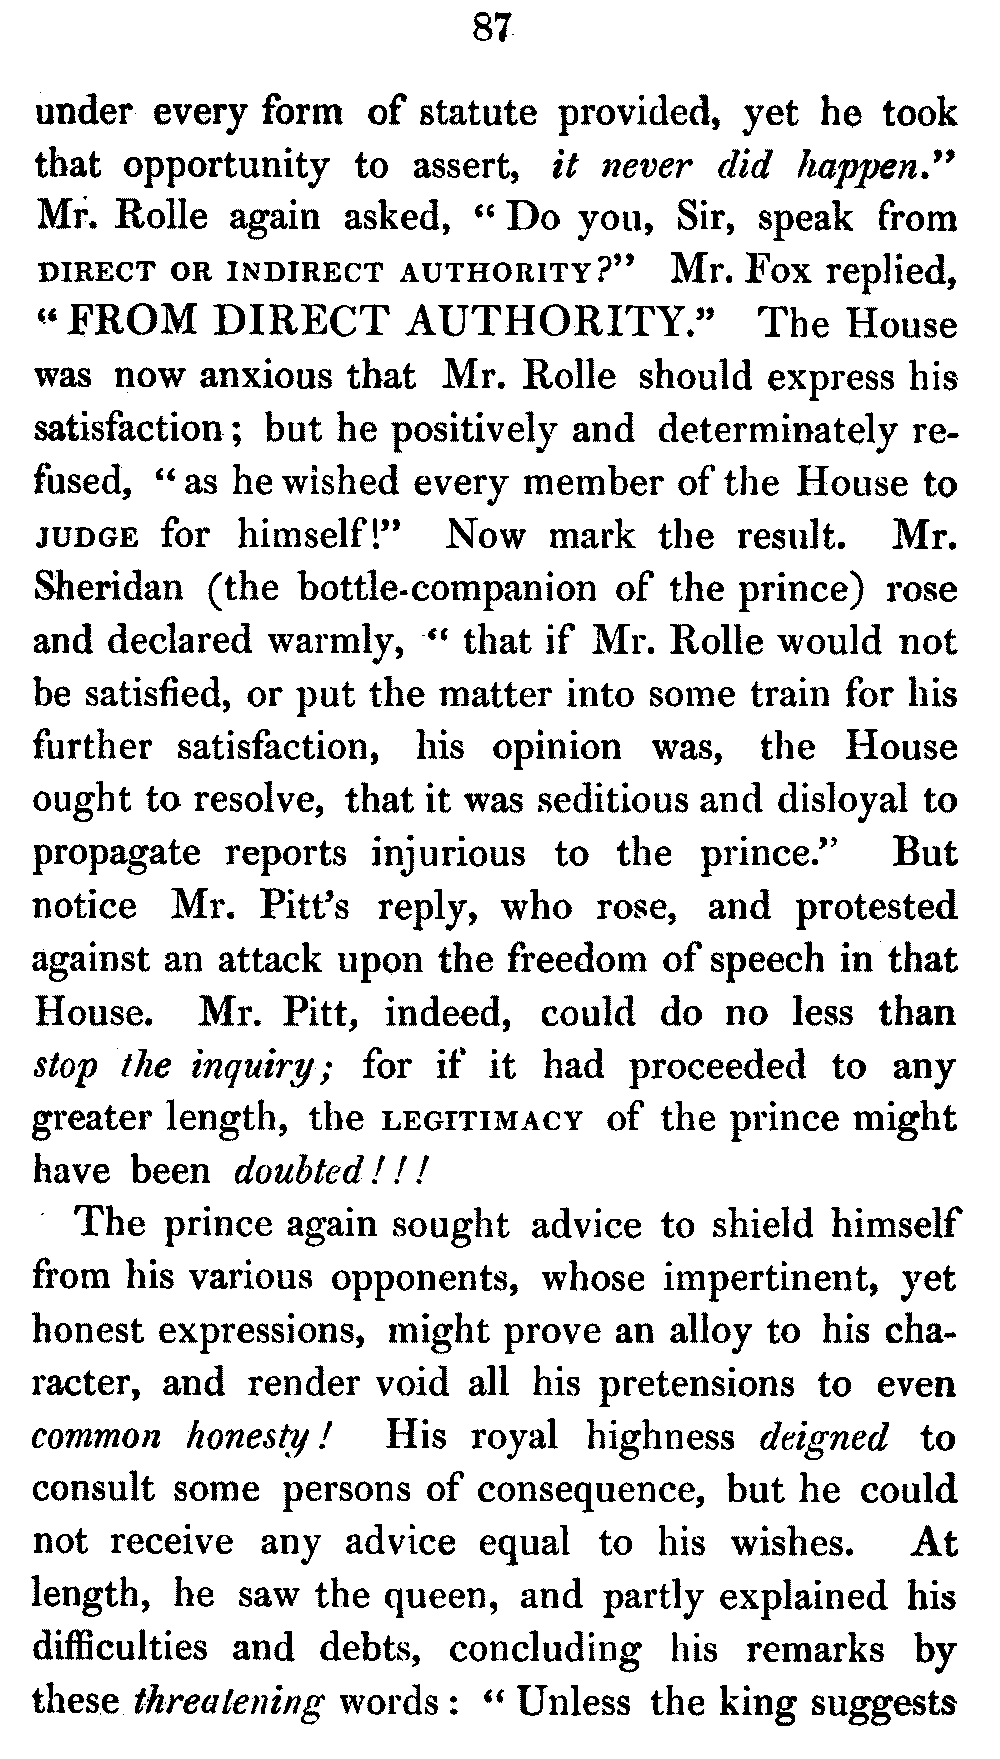 87
under every form of statute provided, yet he took
that opportunity to assert, it never did happen."
Mr. Rolle again asked, "Do you, Sir, speak from
DIRECT OR INDIRECT AUTHORITY?" Mr. Fox replied,
"FROM DIRECT AUTHORITY." The House
was now anxious that Mr. Rolle should express his
satisfaction; but he positively and determinately re-
fused, "as he wished every member of the House to
JUDGE for himself!" Now mark the result. Mr.
Sheridan (the bottle-companion of the prince) rose
and declared warmly, "that if Mr. Rolle would not
be satisfied, or put the matter into some train for his
further satisfaction, his opinion was, the House
ought to resolve, that it was seditious and disloyal to
propagate reports injurious to the prince." But
notice Mr. Pitt's reply, who rose, and protested
against an attack upon the freedom of speech in that
House. Mr. Pitt, indeed, could do no less than
stop the inquiry; for if it had proceeded to any
greater length, the LEGITIMACY of the prince might
have been doubted!!!
The prince again sought advice to shield himself
from his various opponents, whose impertinent, yet
honest expressions, might prove an alloy to his cha-
racter, and render void all his pretensions to even
common honesty! His royal highness deigned to
consult some persons of consequence, but he could
not receive any advice equal to his wishes. At
length, he saw the queen, and partly explained his
difficulties and debts, concluding his remarks by
these threatening words: "Unless the king suggests